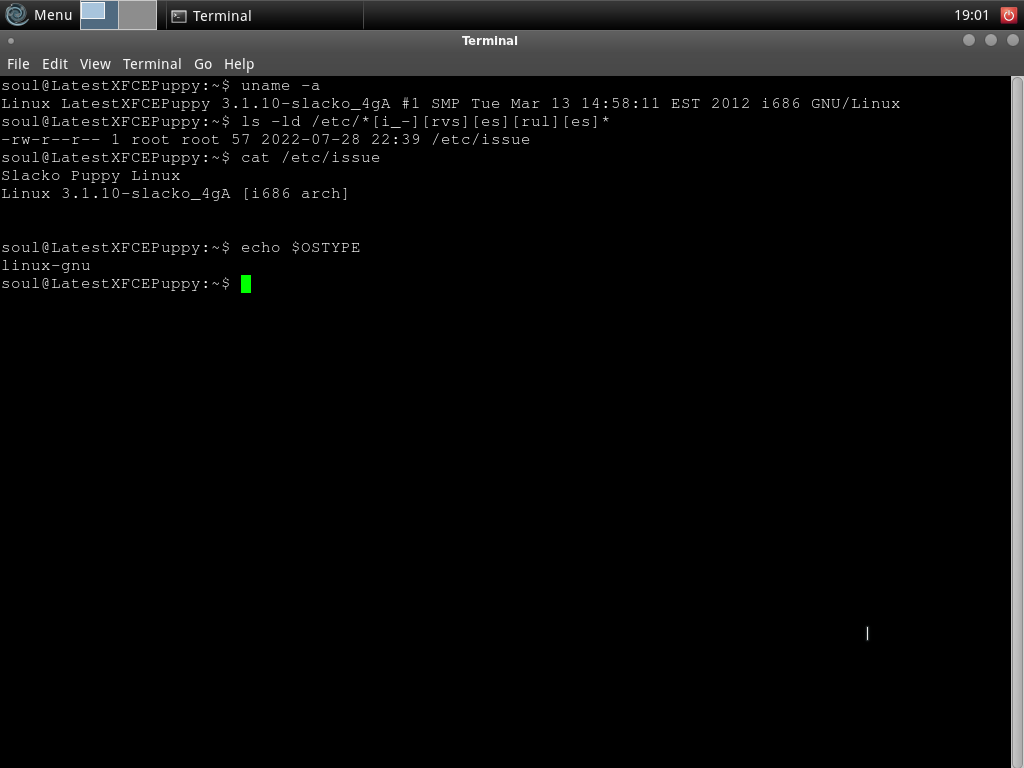 Menu Terminal 19:01
Terminal
File Edit View Terminal Go Help
soul@LatestXFCEPuppy:~$ uname -a
Linux LatestXFCEPuppy 3.1.10-slacko_4gA #1 SMP Tue Mar 13 14:58:11 EST 2012 i686 GNU/Linux
soul@LatestXFCEPuppy:~$ ls -ld /etc/*[i_-][rvs][es][rul][es]*
-rw-r--r-- 1 root root 57 2022-07-28 22:39 /etc/issue
soul@LatestXFCEPuppy:~$ cat /etc/issue
Slacko Puppy Linux
Linux 3.1.10-slacko_4gA [i686 arch]
soul@LatestXFCEPuppy:~$ echo $OSTYPE
linux-gnu
soul@LatestXFCEPuppy:~$